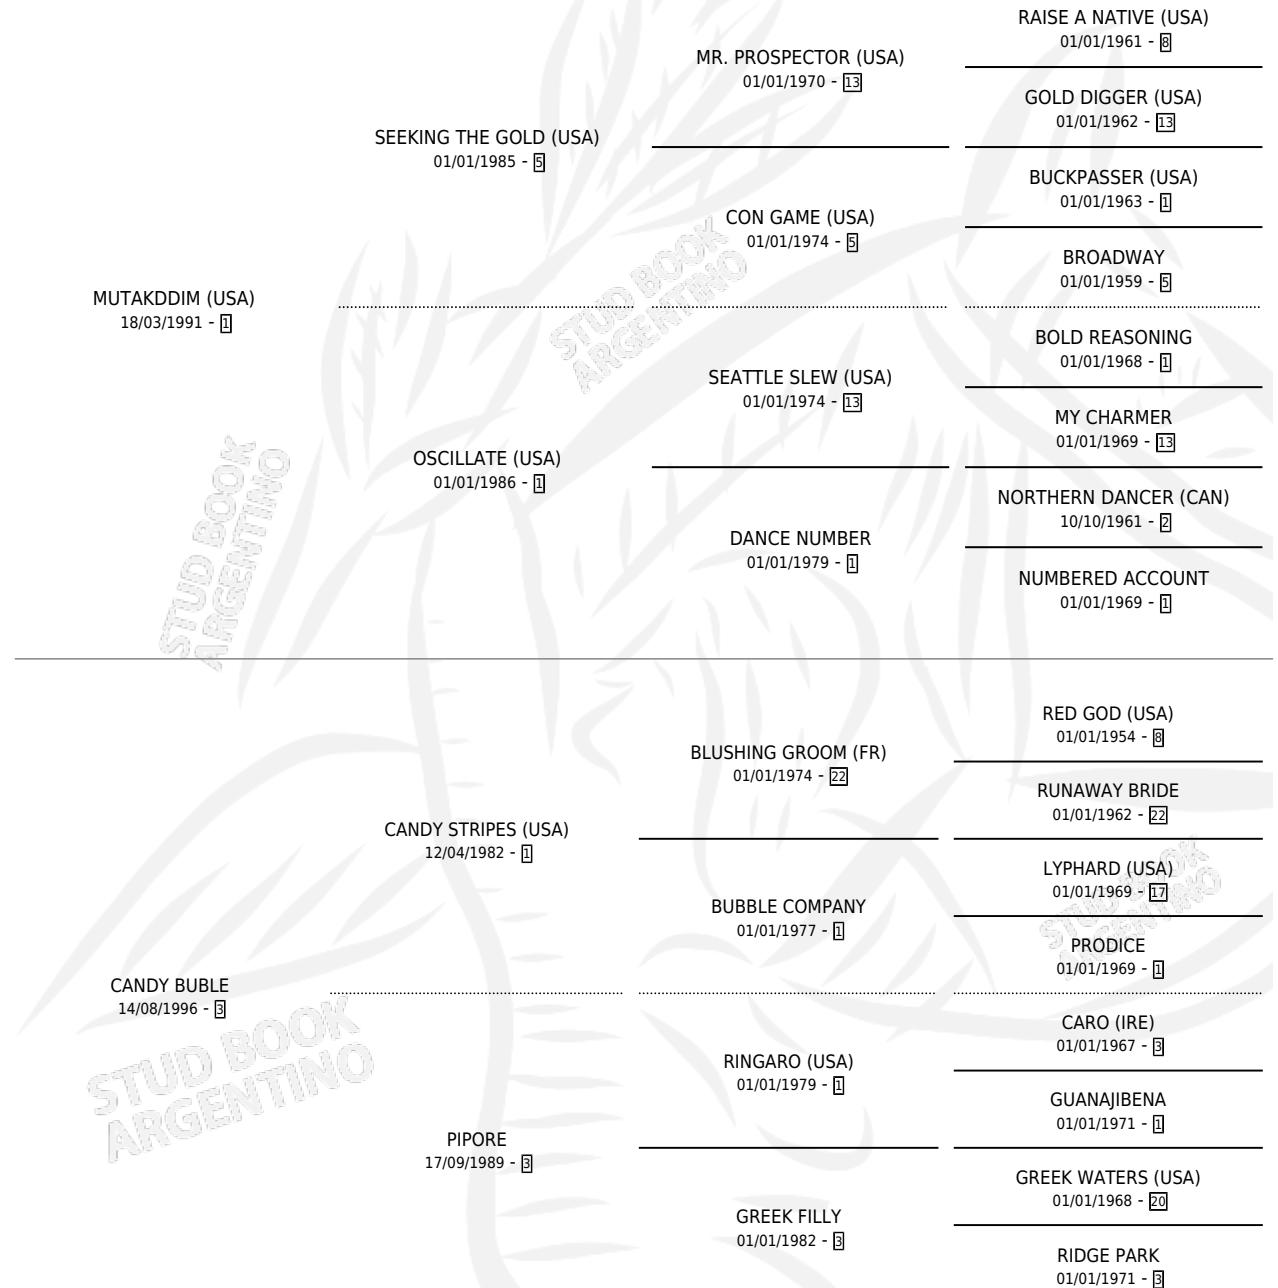 RAISE A NATIVE (USA)
01/01/1961 - 8
MR. PROSPECTOR (USA)
01/01/1970 - 13
GOLD DIGGER (USA)
01/01/1962 - 13
SEEKING THE GOLD (USA)
01/01/1985 - 5
BUCKPASSER (USA)
01/01/1963 - 1
CON GAME (USA)
01/01/1974 - 5
BROADWAY
01/01/1959 - 5
MUTAKDDIM (USA)
18/03/1991 - 1
BOLD REASONING
01/01/1968 - 1
SEATTLE SLEW (USA)
01/01/1974 - 13
MY CHARMER
01/01/1969 - 13
OSCILLATE (USA)
01/01/1986 - 1
NORTHERN DANCER (CAN)
10/10/1961 - 2
DANCE NUMBER
01/01/1979 - 1
NUMBERED ACCOUNT
01/01/1969 - 1
STUD BOOK
ARGENTINO
STUD BOOK
ARGENTINO
RED GOD (USA)
01/01/1954 - 8
BLUSHING GROOM (FR)
01/01/1974 - 22
RUNAWAY BRIDE
01/01/1962 - 22
CANDY STRIPES (USA)
12/04/1982 - 1
LYPHARD (USA)
01/01/1969 - 17
BUBBLE COMPANY
01/01/1977 - 1
PRODICE
01/01/1969 - 1
CANDY BUBLE
14/08/1996 - 3
CARO (IRE)
01/01/1967 - 3
RINGARO (USA)
01/01/1979 - 1
GUANAJIBENA
01/01/1971 - 1
PIPORE
17/09/1989 - 3
GREEK WATERS (USA)
01/01/1968 - 20
GREEK FILLY
01/01/1982 - 3
RIDGE PARK
01/01/1971 - 3
STUD BOOK
ARGENTINO
STUD BOOK
ARGENTINO